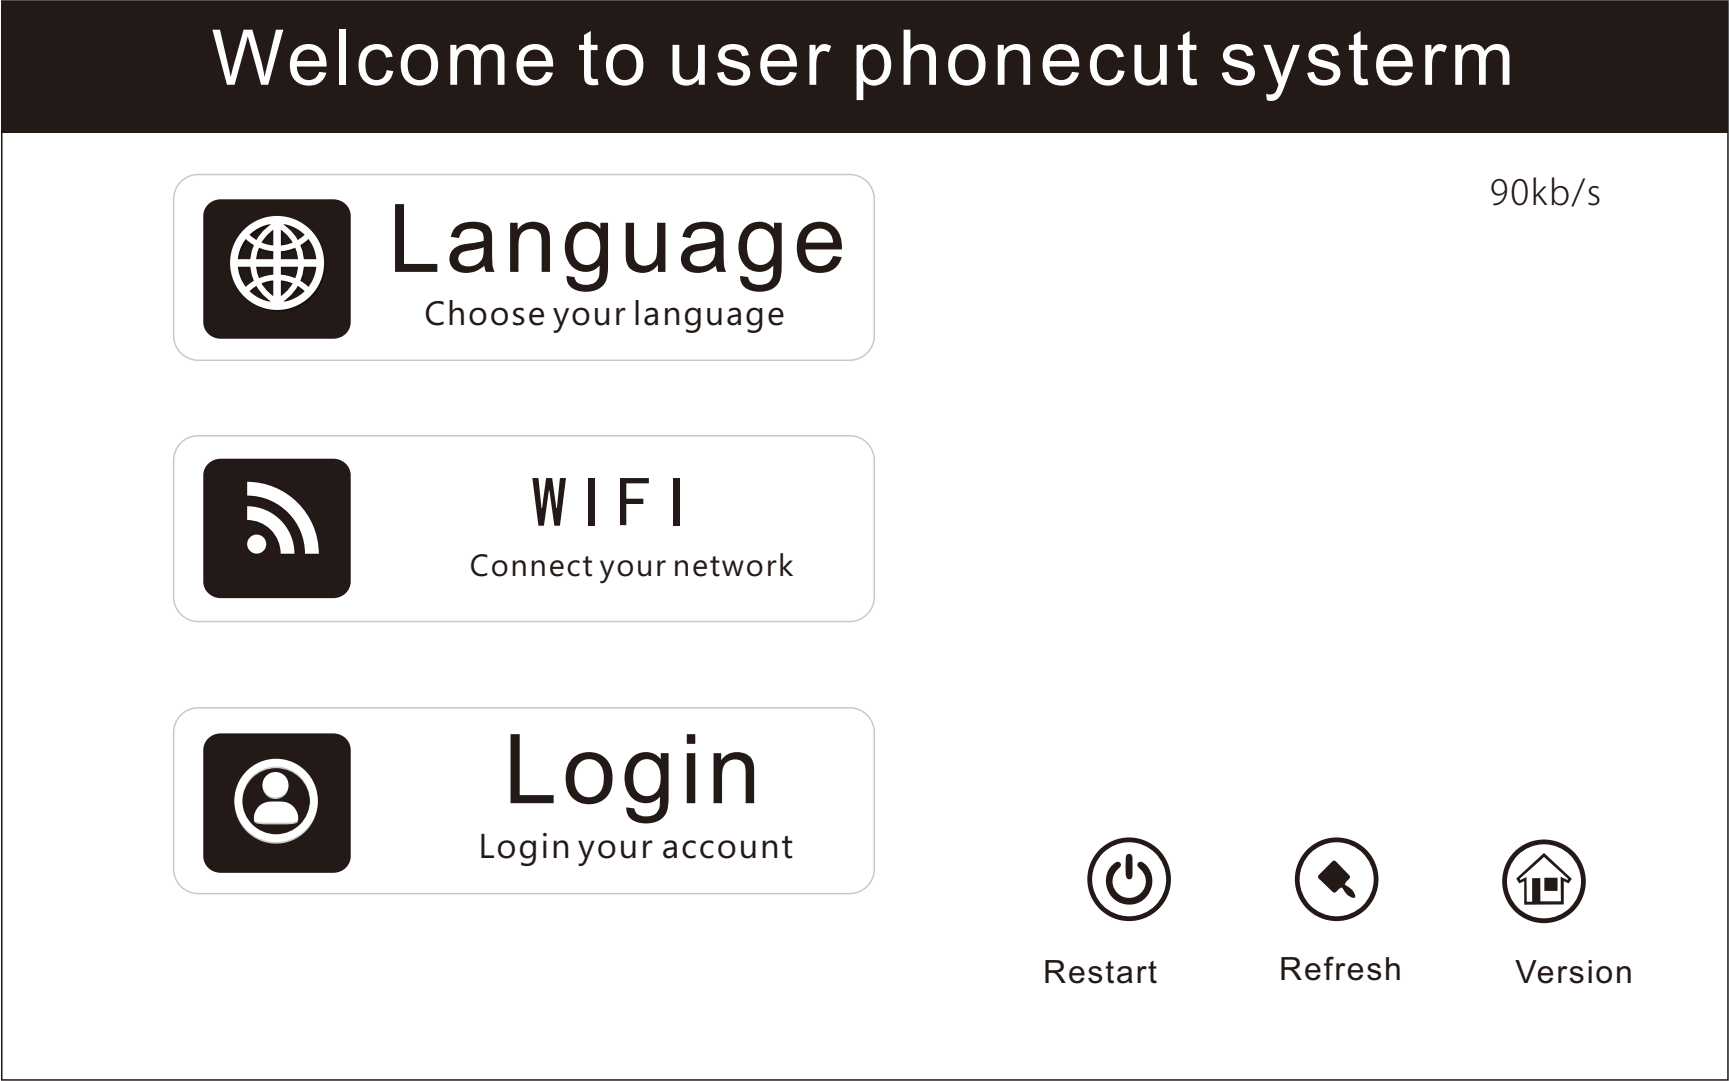 Welcome to user phonecut systerm
90kb/s
Language
Choose your language
WIFI
Connect your network
Login
Login your account
Restart
Refresh
Version